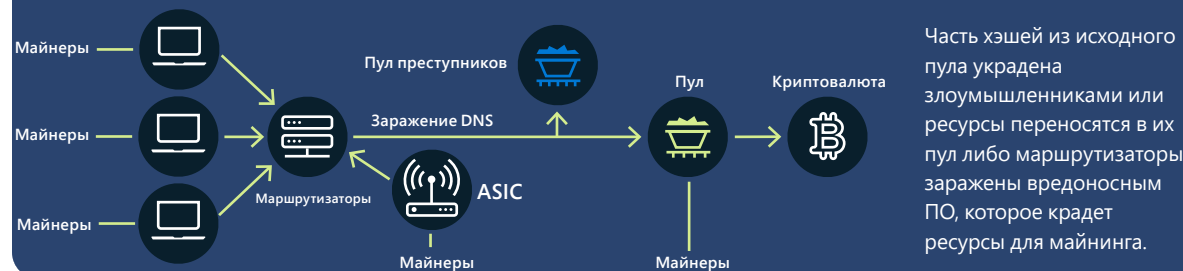 Майнеры
Майнеры
Майнеры
Маршрутизаторы
Заражение DNS
Пул преступников
ASIC
Майнеры
Пул
Майнеры
Криптовалюта
Часть хэшей из исходного
пула украдена
злоумышленниками или
ресурсы переносятся в их
пул либо маршрутизаторы
заражены вредоносным
ПО, которое крадет
ресурсы для майнинга.